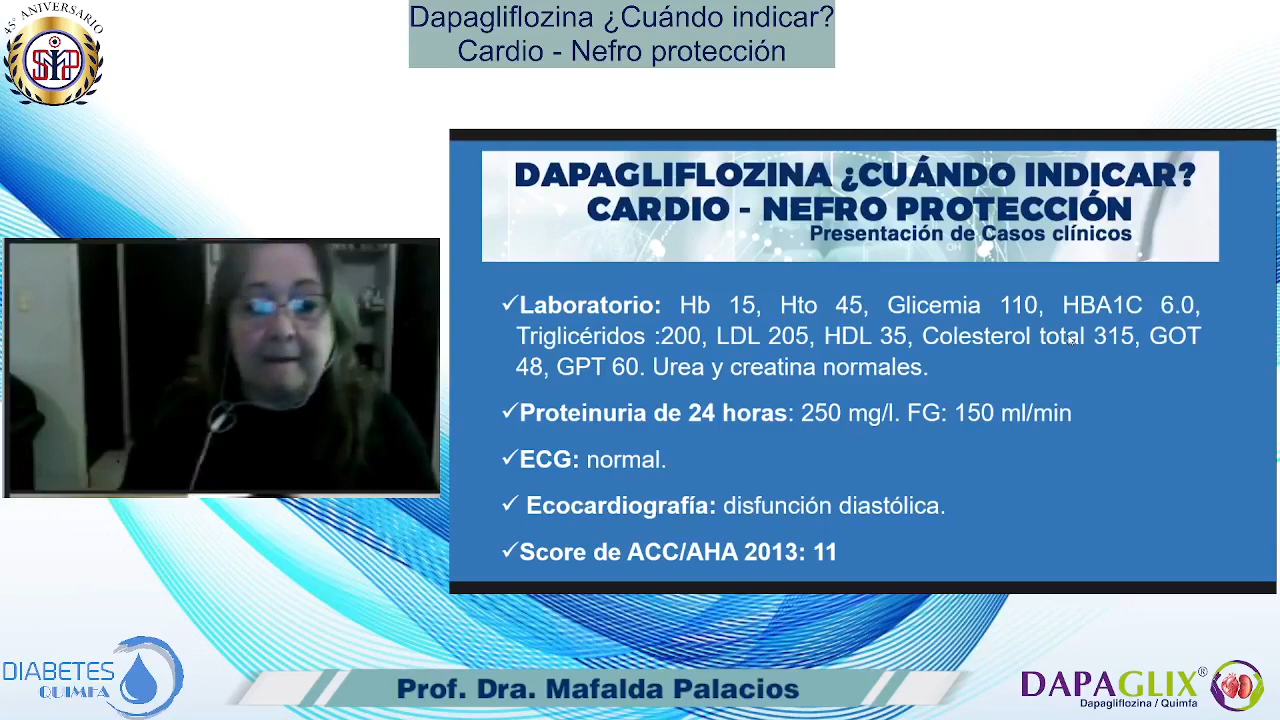 Dapagliflozina ¿Cuándo indicar?
Cardio - Nefro protección
45º ANIVERSARIO
DAPAGLIFLOZINA ¿CUÁNDO INDICAR?
CARDIO - NEFRO PROTECCIÓN
Presentación de Casos clínicos
✓Laboratorio: Hb 15, Hto 45, Glicemia 110, HBA1C 6.0,
Triglicéridos :200, LDL 205, HDL 35, Colesterol total 315, GOT
48, GPT 60. Urea y creatina normales.
✓Proteinuria de 24 horas: 250 mg/l. FG: 150 ml/min
✓ECG: normal.
✓ Ecocardiografía: disfunción diastólica.
✓Score de ACC/AHA 2013: 11
DIABETES
QUIMFA
Prof. Dra. Mafalda Palacios
DAPAGLIX®
Dapagliflozina / Quimfa